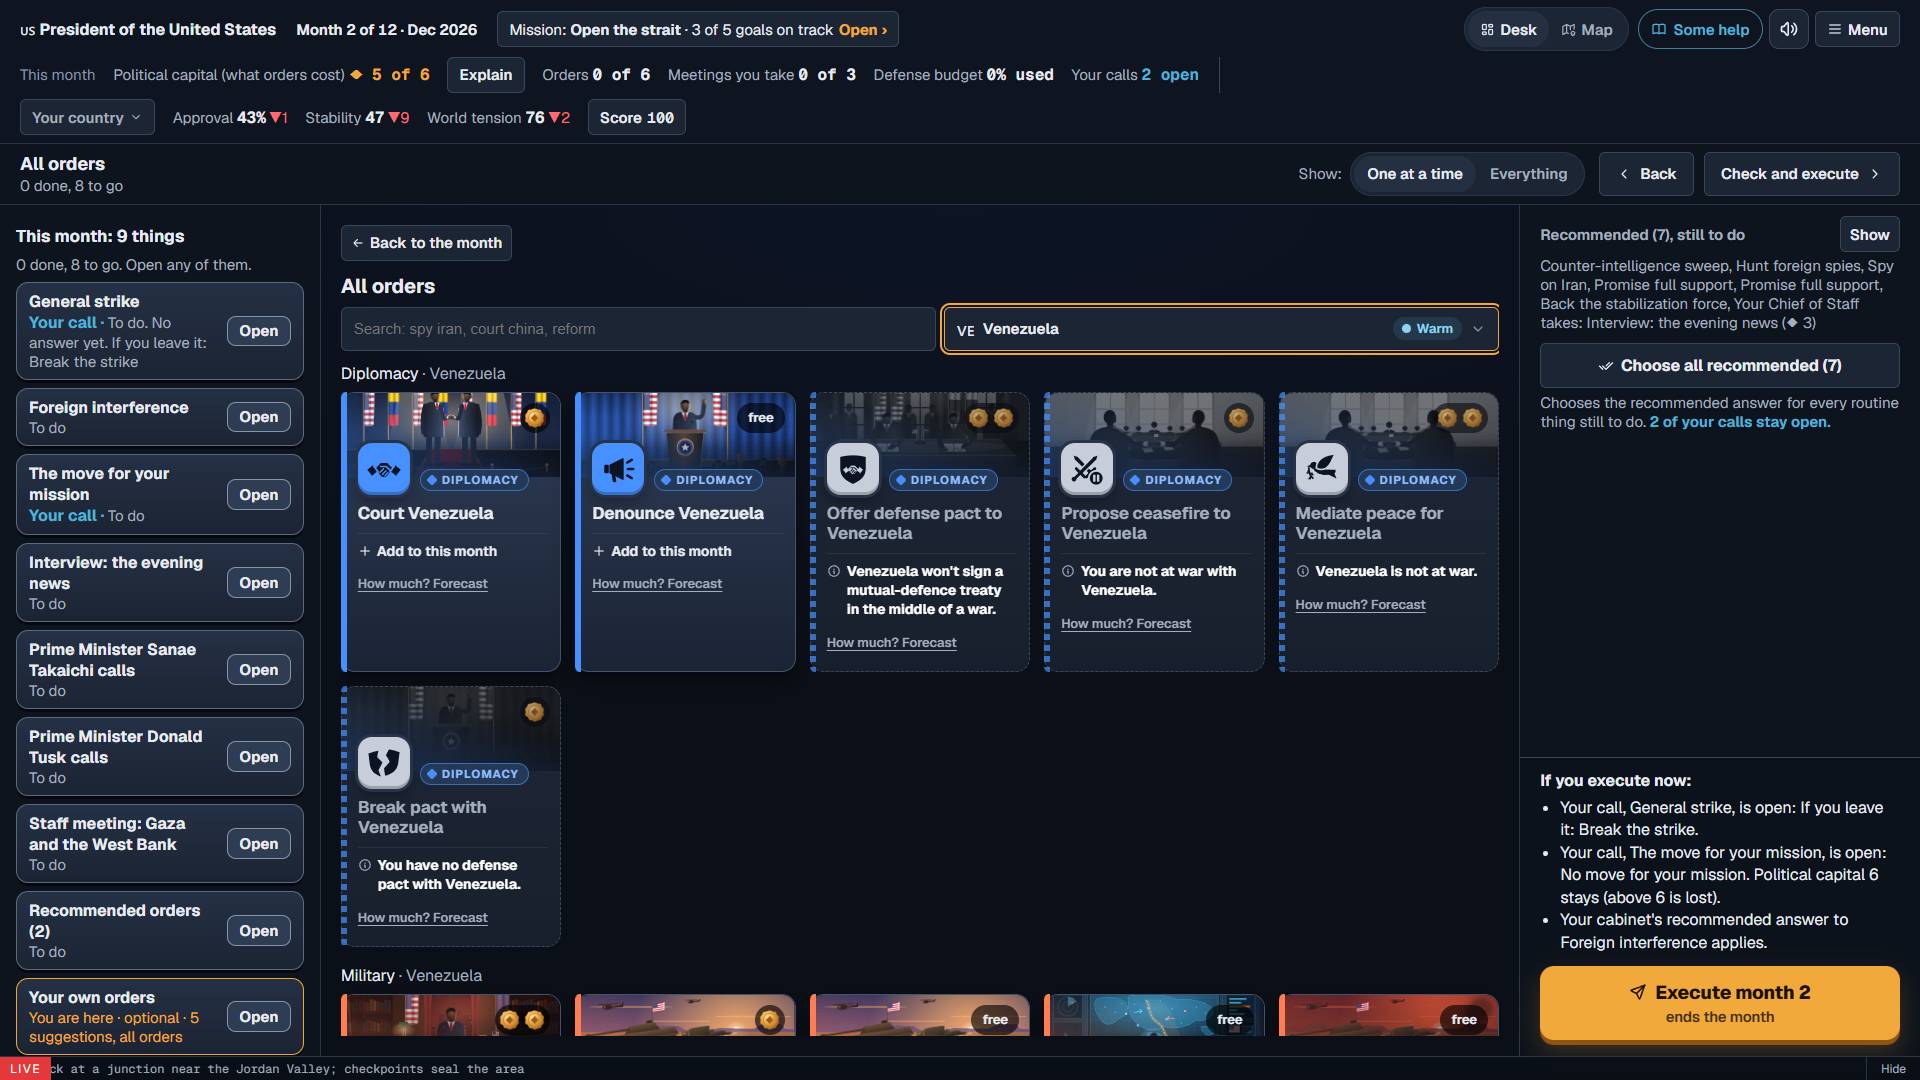 US President of the United States
Month 2 of 12 · Dec 2026
Mission: Open the strait · 3 of 5 goals on track Open ›
Desk
Map
Some help
Menu
This month
Political capital (what orders cost) 5 of 6
Explain
Orders 0 of 6
Meetings you take 0 of 3
Defense budget 0% used
Your calls 2 open
Your country
Approval 43% ▼1
Stability 47 ▼9
World tension 76 ▼2
Score 100
All orders
0 done, 8 to go
Show:
One at a time
Everything
Back
Check and execute
This month: 9 things
0 done, 8 to go. Open any of them.
General strike
Your call · To do. No
answer yet. If you leave it:
Break the strike
Open
Foreign interference
To do
Open
The move for your
mission
Your call · To do
Open
Interview: the evening
news
To do
Open
Prime Minister Sanae
Takaichi calls
To do
Open
Prime Minister Donald
Tusk calls
To do
Open
Staff meeting: Gaza
and the West Bank
To do
Open
Recommended orders
(2)
To do
Open
Your own orders
You are here · optional · 5
suggestions, all orders
Open
← Back to the month
All orders
Search: spy iran, court china, reform
VE Venezuela
Warm
Diplomacy · Venezuela
DIPLOMACY
Court Venezuela
+ Add to this month
How much? Forecast
free
DIPLOMACY
Denounce Venezuela
+ Add to this month
How much? Forecast
DIPLOMACY
Offer defense pact to
Venezuela
Venezuela won't sign a
mutual-defence treaty
in the middle of a war.
How much? Forecast
DIPLOMACY
Propose ceasefire to
Venezuela
You are not at war with
Venezuela.
How much? Forecast
DIPLOMACY
Mediate peace for
Venezuela
Venezuela is not at war.
How much? Forecast
DIPLOMACY
Break pact with
Venezuela
You have no defense
pact with Venezuela.
How much? Forecast
Military · Venezuela
free
free
free
Recommended (7), still to do
Show
Counter-intelligence sweep, Hunt foreign spies, Spy
on Iran, Promise full support, Promise full support,
Back the stabilization force, Your Chief of Staff
takes: Interview: the evening news (◆ 3)
Choose all recommended (7)
Chooses the recommended answer for every routine
thing still to do. 2 of your calls stay open.
If you execute now:
• Your call, General strike, is open: If you leave
it: Break the strike.
• Your call, The move for your mission, is open:
No move for your mission. Political capital 6
stays (above 6 is lost).
• Your cabinet's recommended answer to
Foreign interference applies.
Execute month 2
ends the month
LIVE
ck at a junction near the Jordan Valley; checkpoints seal the area
Hide